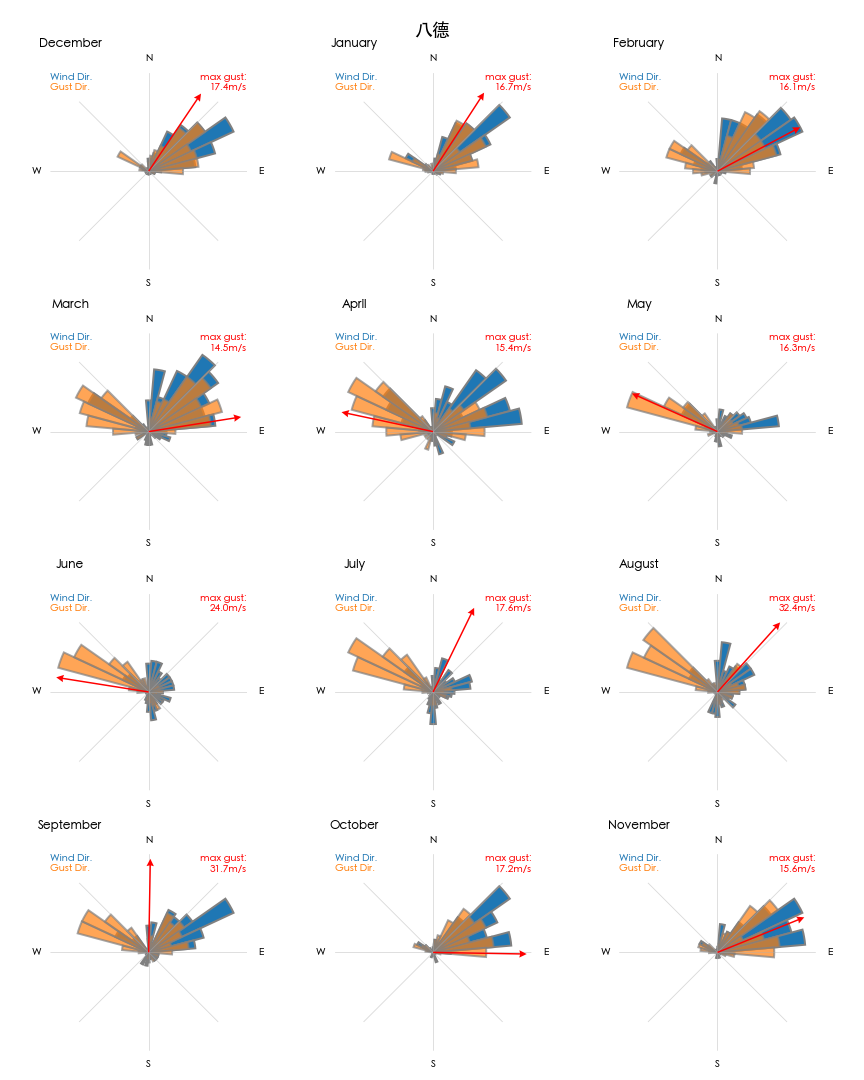 八德
December
N
Wind Dir.
Gust Dir.
max gust:
17.4m/s
W
E
S
January
N
Wind Dir.
Gust Dir.
max gust:
16.7m/s
W
E
S
February
N
Wind Dir.
Gust Dir.
max gust:
16.1m/s
W
E
S
March
N
Wind Dir.
Gust Dir.
max gust:
14.5m/s
W
E
S
April
N
Wind Dir.
Gust Dir.
max gust:
15.4m/s
W
E
S
May
N
Wind Dir.
Gust Dir.
max gust:
16.3m/s
W
E
S
June
N
Wind Dir.
Gust Dir.
max gust:
24.0m/s
W
E
S
July
N
Wind Dir.
Gust Dir.
max gust:
17.6m/s
W
E
S
August
N
Wind Dir.
Gust Dir.
max gust:
32.4m/s
W
E
S
September
N
Wind Dir.
Gust Dir.
max gust:
31.7m/s
W
E
S
October
N
Wind Dir.
Gust Dir.
max gust:
17.2m/s
W
E
S
November
N
Wind Dir.
Gust Dir.
max gust:
15.6m/s
W
E
S